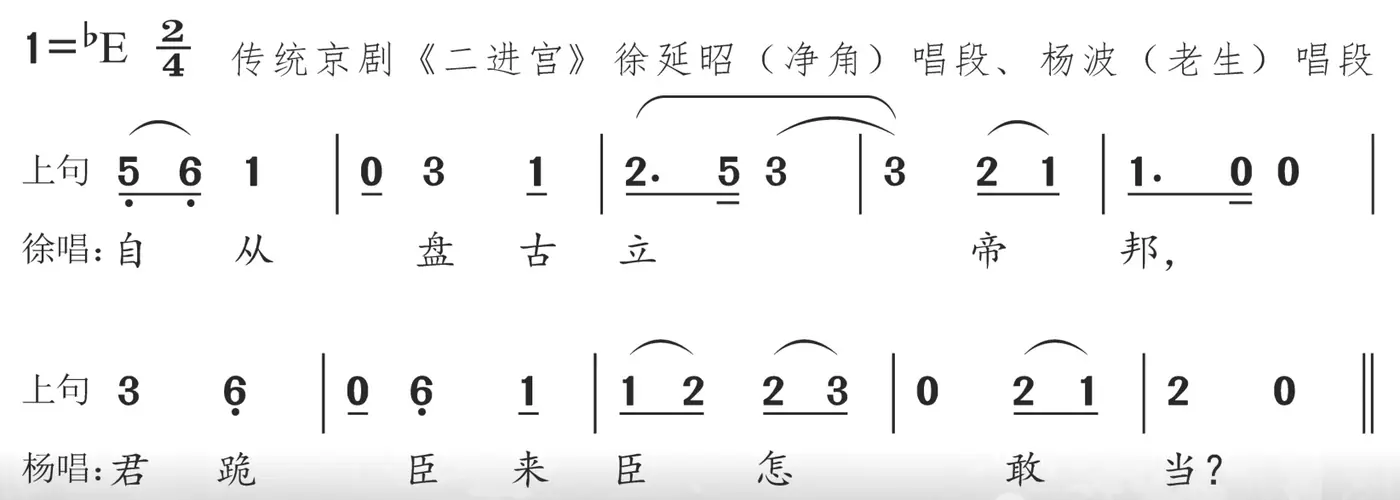 1=♭E 2/4 传统京剧《二进宫》徐延昭（净角）唱段、杨波（老生）唱段
上句 5̣ 6̣ 1 | 0 3 1 | 2. 5 3 | 3 2 1 | 1. 0 0 |
徐唱：自 从 盘 古 立 帝 邦，
上句 3 6̣ | 0 6̣ 1 | 1 2 2 3 | 0 2 1 | 2 0 ‖
杨唱：君 跪 臣 来 臣 怎 敢 当？